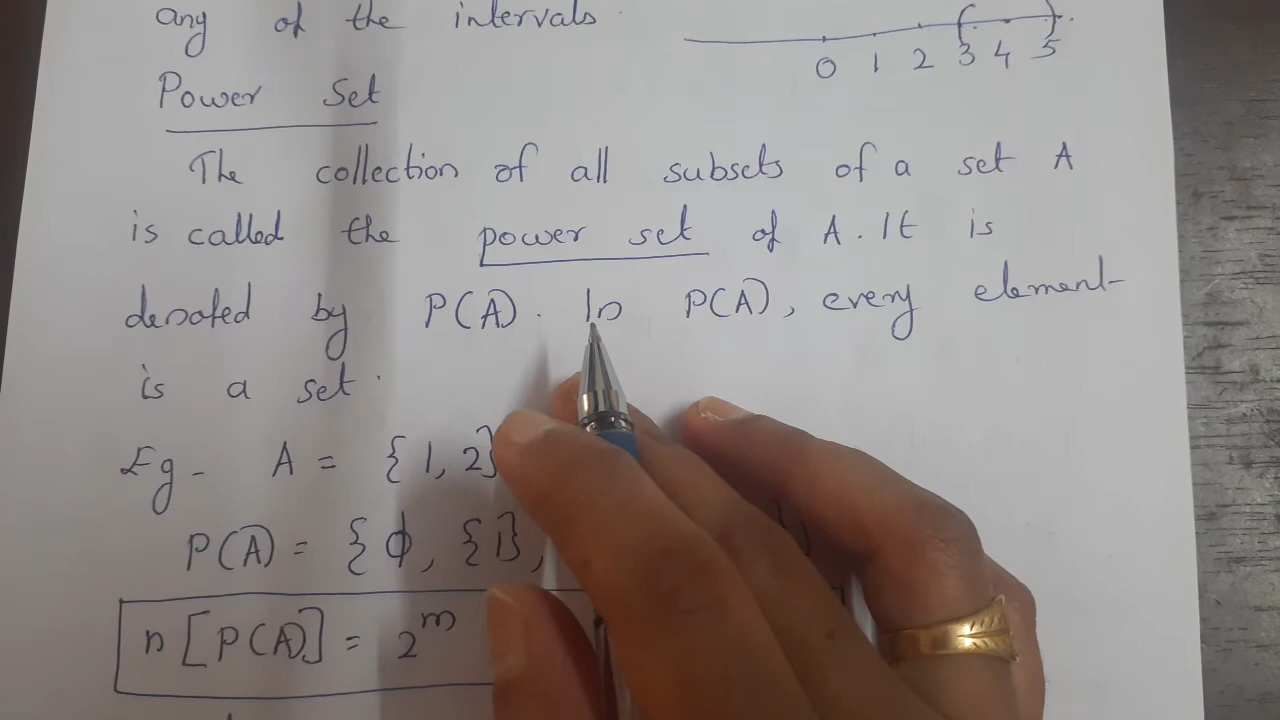 any of the intervals.
0 1 2 3 4 5
Power Set
The collection of all subsets of a set A
is called the power set of A. It is
denoted by P(A). In P(A), every element
is a set.
Eg - A = {1, 2}
P(A) = {ϕ, {1},
n[P(A)] = 2^m